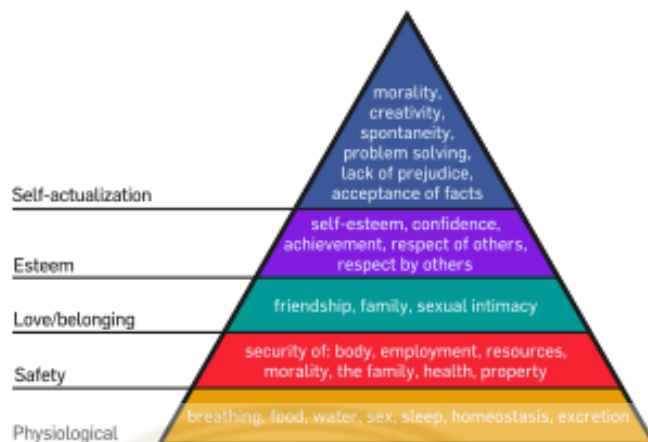 morality,
creativity,
spontaneity,
problem solving,
lack of prejudice,
acceptance of facts
Self-actualization
self-esteem, confidence,
achievement, respect of others,
respect by others
Esteem
friendship, family, sexual intimacy
Love/belonging
security of: body, employment, resources,
morality, the family, health, property
Safety
breathing, food, water, sex, sleep, homeostasis, excretion
Physiological